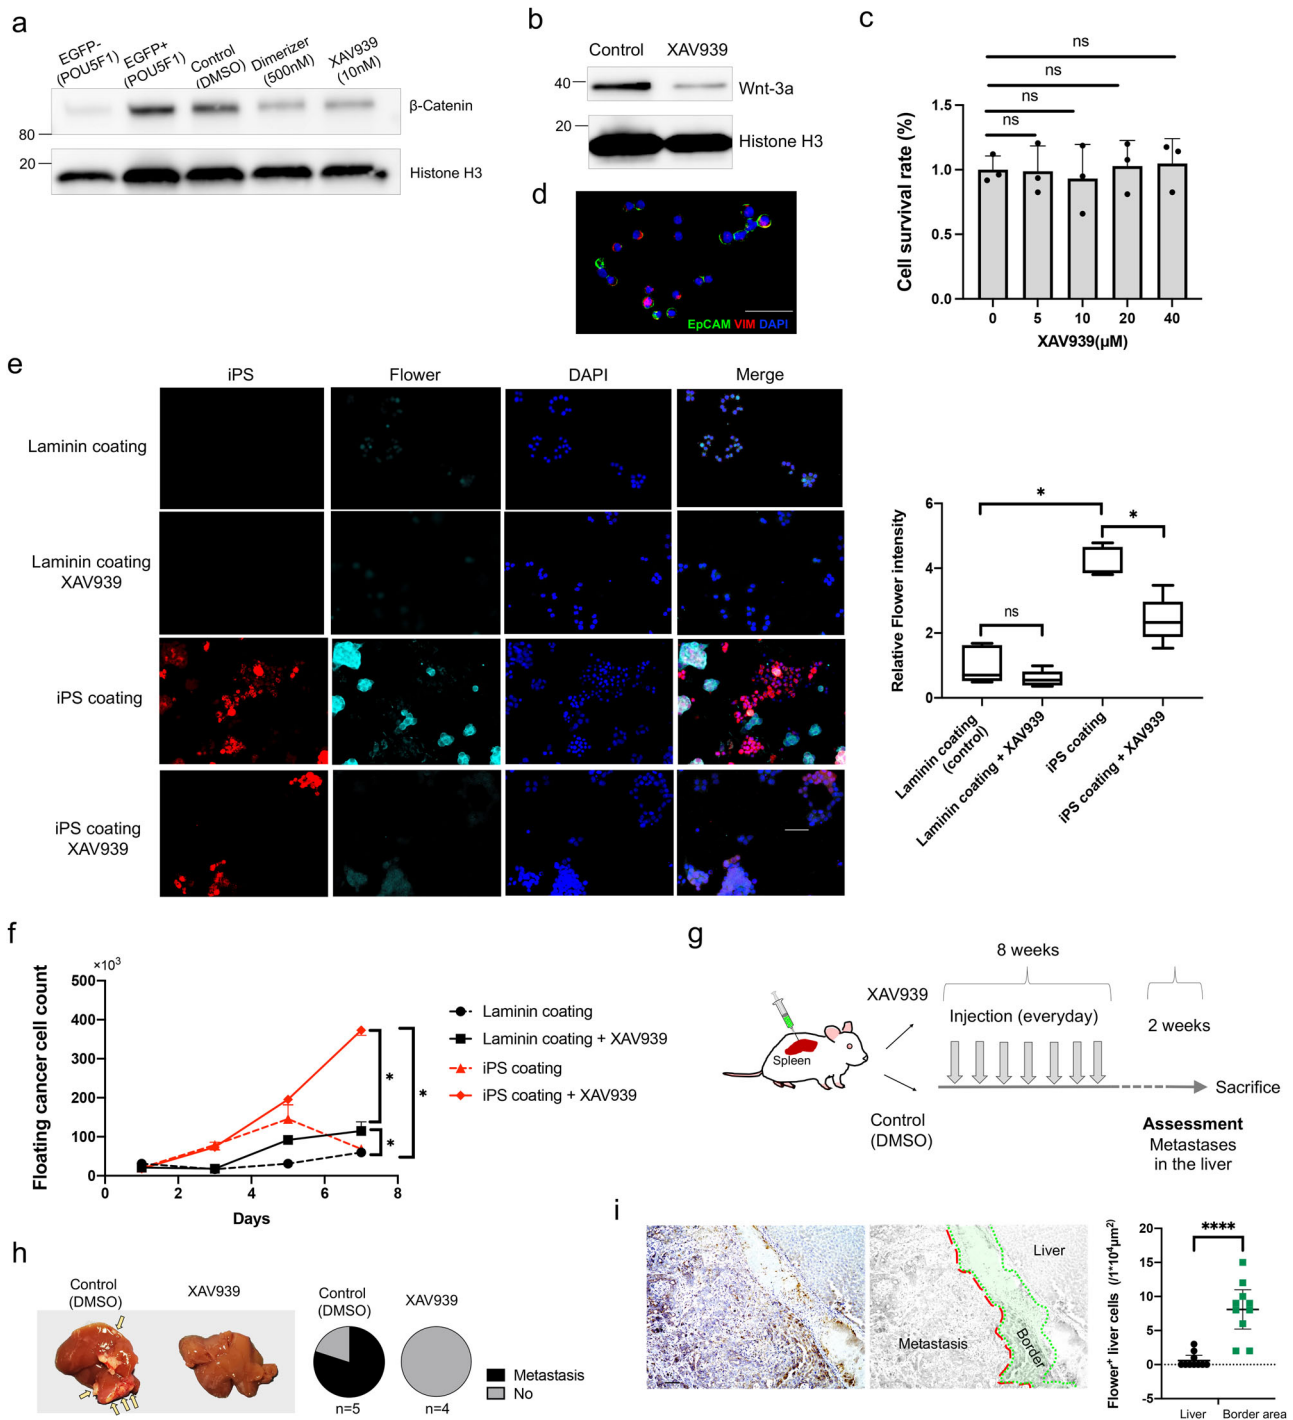 a
EGFP-
(POU5F1)
EGFP+
(POU5F1)
Control
(DMSO)
Dimerizer
(500nM)
XAV939
(10nM)
β-Catenin
80
20
Histone H3
b
Control XAV939
40
Wnt-3a
20
Histone H3
c
ns
ns
ns
ns
Cell survival rate (%)
1.5
1.0
0.5
0.0
0 5 10 20 40
XAV939(μM)
d
EpCAM VIM DAPI
e
iPS Flower DAPI Merge
Laminin coating
Laminin coating
XAV939
iPS coating
iPS coating
XAV939
Relative Flower intensity
6
4
2
0
*
*
ns
Laminin coating
(control)
Laminin coating + XAV939
iPS coating
iPS coating + XAV939
f
×10³
Floating cancer cell count
500
400
300
200
100
0
0 2 4 6 8
Days
*
*
*
Laminin coating
Laminin coating + XAV939
iPS coating
iPS coating + XAV939
g
Spleen
XAV939
Control
(DMSO)
8 weeks
Injection (everyday)
2 weeks
Sacrifice
Assessment
Metastases
in the liver
h
Control
(DMSO)
XAV939
Control
(DMSO)
XAV939
n=5
n=4
Metastasis
No
i
Liver
Metastasis
Border
Flower⁺ liver cells (/1*10⁴μm²)
20
15
10
5
0
-5
****
Liver Border area